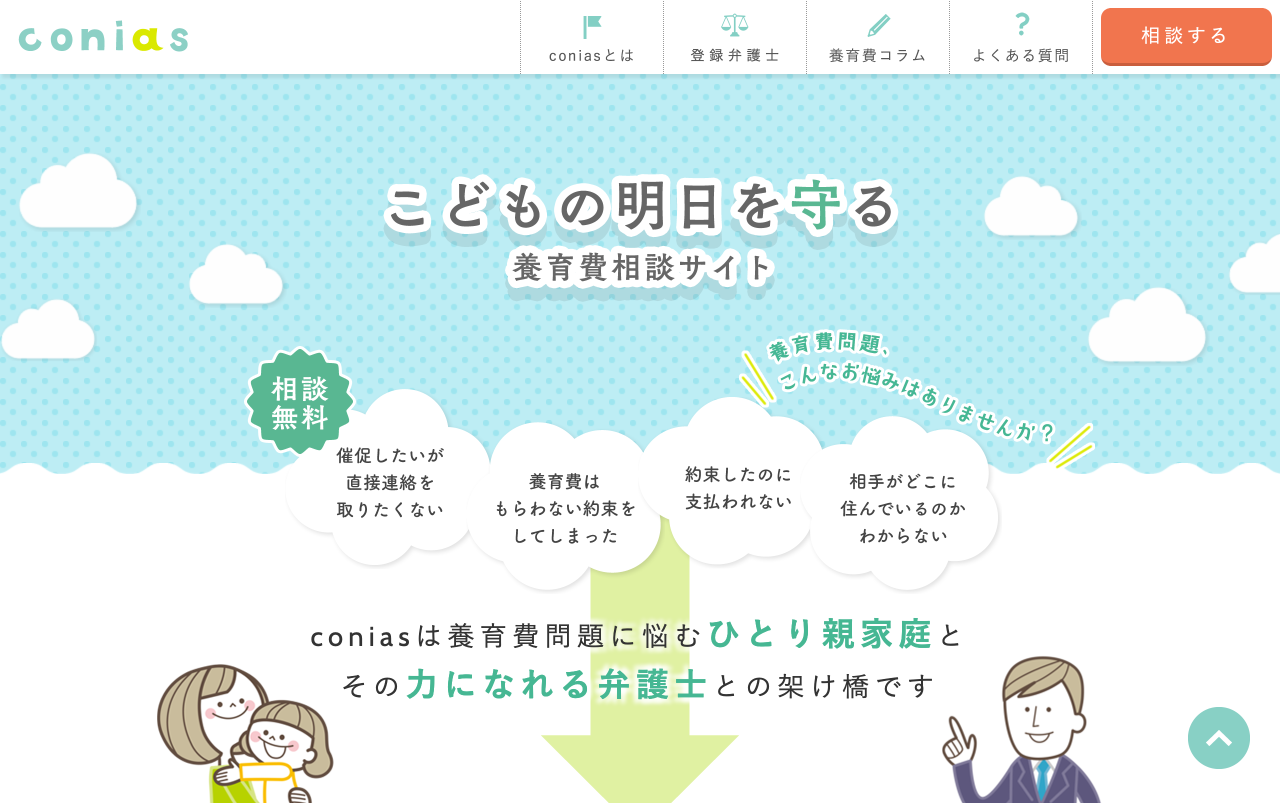 conias
coniasとは
登録弁護士
養育費コラム
よくある質問
相談する
こどもの明日を守る
養育費相談サイト
養育費問題、
こんなお悩みはありませんか?
相談
無料
催促したいが
直接連絡を
取りたくない
養育費は
もらわない約束を
してしまった
約束したのに
支払われない
相手がどこに
住んでいるのか
わからない
coniasは養育費問題に悩むひとり親家庭と
その力になれる弁護士との架け橋です